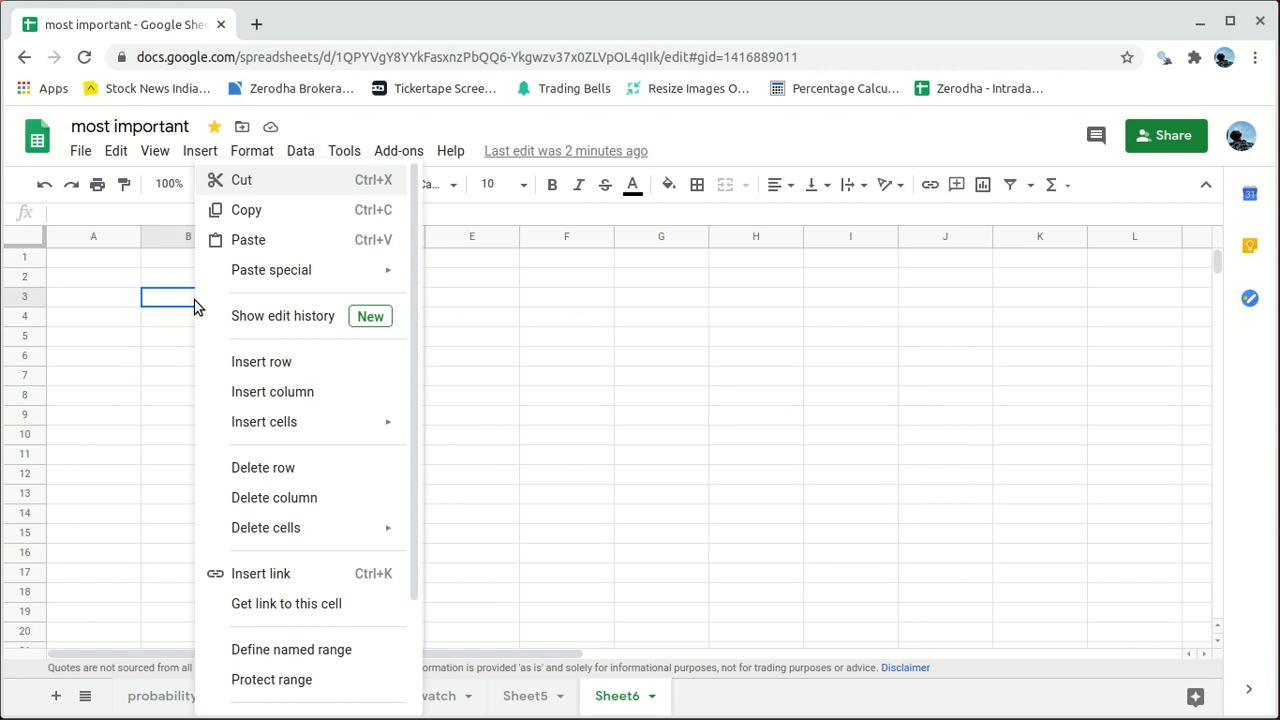 most important - Google She
docs.google.com/spreadsheets/d/1QPYVgY8YYkFasxnzPbQQ6-Ykgwzv37x0ZLVpOL4qIIk/edit#gid=1416889011
Apps Stock News India... Zerodha Brokera... Tickertape Scree... Trading Bells Resize Images O... Percentage Calcu... Zerodha - Intrada...
most important
File Edit View Insert Format Data Tools Add-ons Help Last edit was 2 minutes ago
Share
100% Ca... 10 B I S A Σ
fx
A B E F G H I J K L
1
2
3
4
5
6
7
8
9
10
11
12
13
14
15
16
17
18
19
20
Cut Ctrl+X
Copy Ctrl+C
Paste Ctrl+V
Paste special
Show edit history New
Insert row
Insert column
Insert cells
Delete row
Delete column
Delete cells
Insert link Ctrl+K
Get link to this cell
Define named range
Protect range
31
Quotes are not sourced from all formation is provided 'as is' and solely for informational purposes, not for trading purposes or advice. Disclaimer
probability watch Sheet5 Sheet6